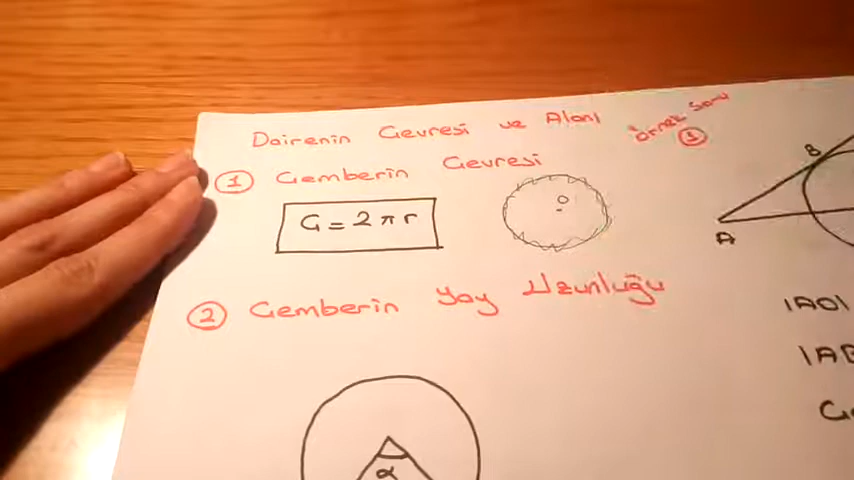 Dairenin Çevresi ve Alanı
Örnek Soru
1
1 Çemberin Çevresi
Ç = 2πr
O
B
A
2 Çemberin Yay Uzunluğu
α
|AO|
|AB
Ç